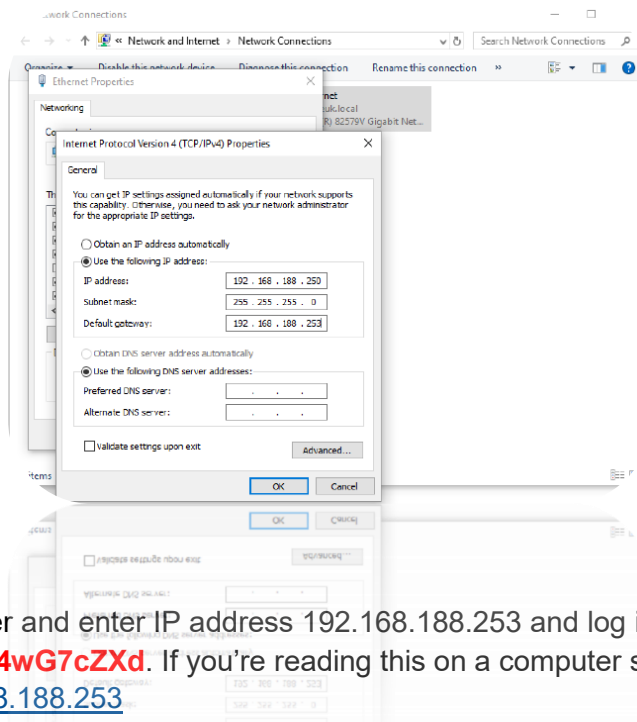 Network Connections
« Network and Internet › Network Connections
Search Network Connections
Organise Disable this network device Diagnose this connection Rename this connection »
Ethernet Properties
Networking
82579V Gigabit Net...
Internet Protocol Version 4 (TCP/IPv4) Properties
General
You can get IP settings assigned automatically if your network supports
this capability. Otherwise, you need to ask your network administrator
for the appropriate IP settings.
Obtain an IP address automatically
Use the following IP address:
IP address: 192 . 168 . 188 . 250
Subnet mask: 255 . 255 . 255 . 0
Default gateway: 192 . 168 . 188 . 253
Obtain DNS server address automatically
Use the following DNS server addresses:
Preferred DNS server: . . .
Alternate DNS server: . . .
Validate settings upon exit
Advanced...
items
OK Cancel
er and enter IP address 192.168.188.253 and log i
4wG7cZXd. If you’re reading this on a computer s
.188.253